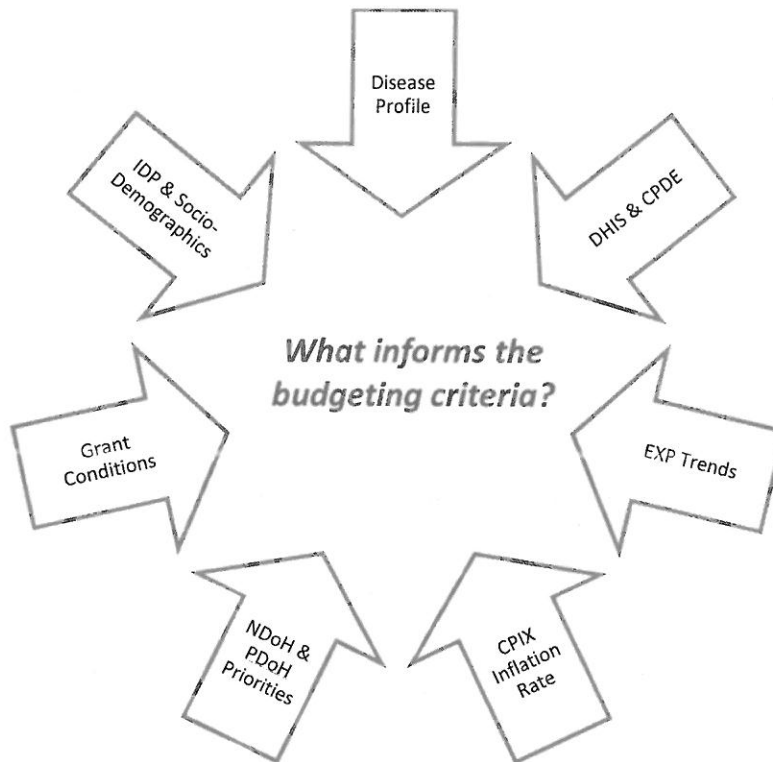 Disease
Profile
DHIS & CPDE
EXP Trends
CPIX
Inflation
Rate
NDoH &
PDoH
Priorities
Grant
Conditions
IDP & Socio-
Demographics
What informs the
budgeting criteria?